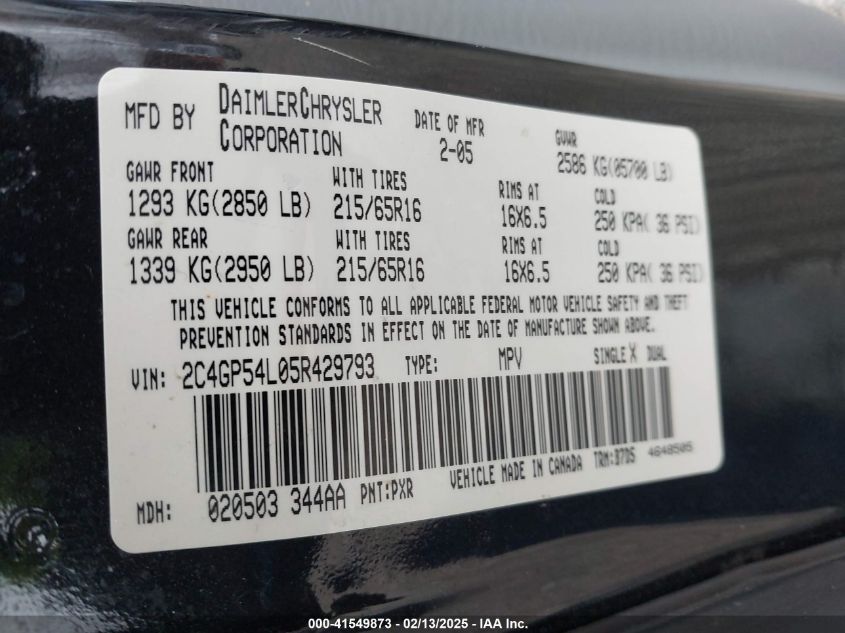 MFD BY DAIMLERCHRYSLER CORPORATION DATE OF MFR 2-05 GVWR 2586 KG(05700 LB)
GAWR FRONT WITH TIRES RIMS AT COLD
1293 KG(2850 LB) 215/65R16 16X6.5 250 KPA( 36 PSI)
GAWR REAR WITH TIRES RIMS AT COLD
1339 KG(2950 LB) 215/65R16 16X6.5 250 KPA( 36 PSI)
THIS VEHICLE CONFORMS TO ALL APPLICABLE FEDERAL MOTOR VEHICLE SAFETY AND THEFT
PREVENTION STANDARDS IN EFFECT ON THE DATE OF MANUFACTURE SHOWN ABOVE.
VIN: 2C4GP54L05R429793 TYPE: MPV SINGLE X DUAL
MDH: 020503 344AA PNT:PXR VEHICLE MADE IN CANADA TRM:B7D5 4648505
000-41549873 - 02/13/2025 - IAA Inc.